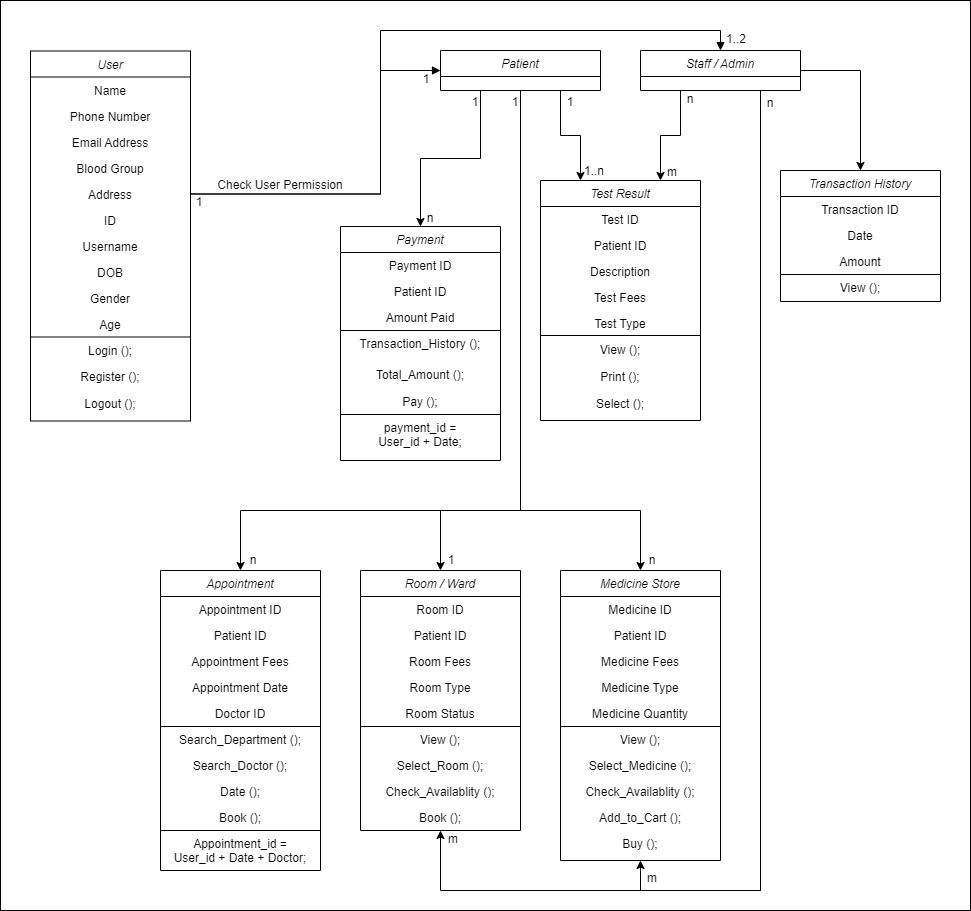 User
Name
Phone Number
Email Address
Blood Group
Address
ID
Username
DOB
Gender
Age
Login ();
Register ();
Logout ();
Check User Permission
1
1
Patient
1
1
1
1..2
Staff / Admin
n
n
n
Payment
Payment ID
Patient ID
Amount Paid
Transaction_History ();
Total_Amount ();
Pay ();
payment_id =
User_id + Date;
1..n
m
Test Result
Test ID
Patient ID
Description
Test Fees
Test Type
View ();
Print ();
Select ();
Transaction History
Transaction ID
Date
Amount
View ();
n
Appointment
Appointment ID
Patient ID
Appointment Fees
Appointment Date
Doctor ID
Search_Department ();
Search_Doctor ();
Date ();
Book ();
Appointment_id =
User_id + Date + Doctor;
1
Room / Ward
Room ID
Patient ID
Room Fees
Room Type
Room Status
View ();
Select_Room ();
Check_Availablity ();
Book ();
m
n
Medicine Store
Medicine ID
Patient ID
Medicine Fees
Medicine Type
Medicine Quantity
View ();
Select_Medicine ();
Check_Availablity ();
Add_to_Cart ();
Buy ();
m